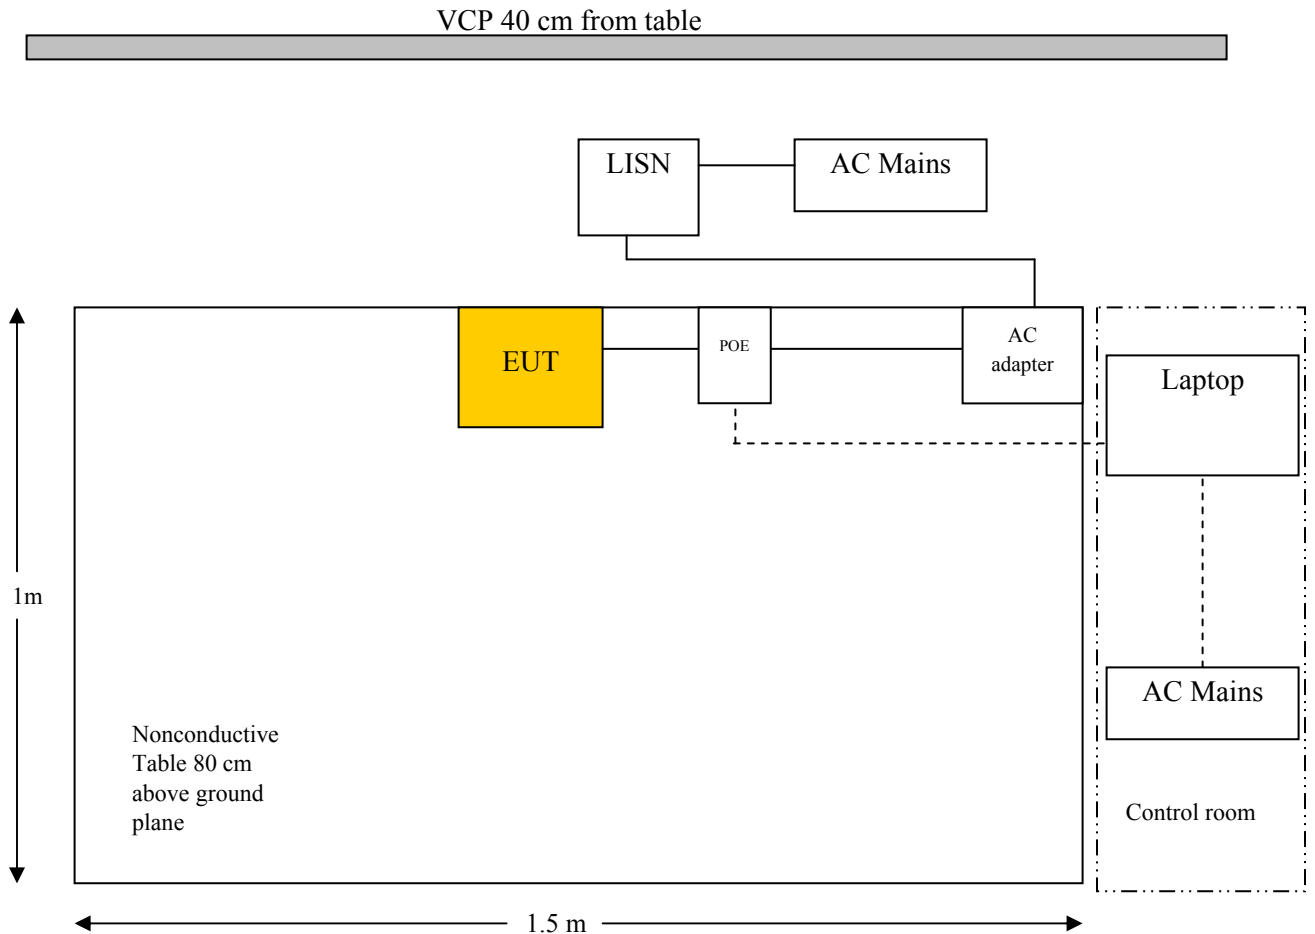 VCP 40 cm from table
LISN
AC Mains
EUT
POE
AC
adapter
Laptop
1m
AC Mains
Nonconductive
Table 80 cm
above ground
plane
Control room
1.5 m